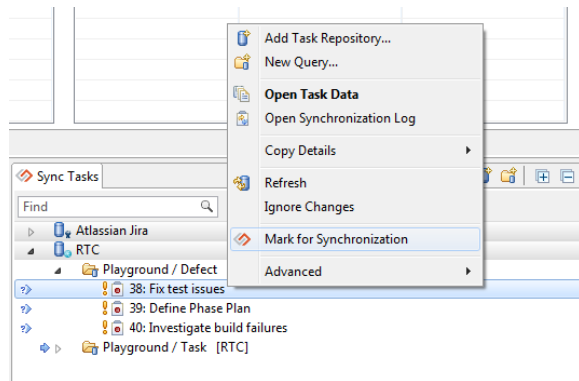 Add Task Repository...
New Query...
Open Task Data
Open Synchronization Log
Copy Details
Refresh
Ignore Changes
Mark for Synchronization
Advanced
Sync Tasks
Find
Atlassian Jira
RTC
Playground / Defect
38: Fix test issues
39: Define Phase Plan
40: Investigate build failures
Playground / Task [RTC]